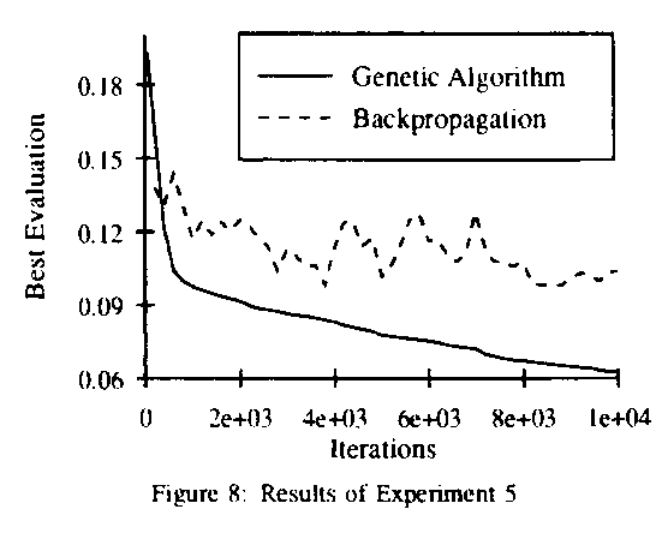 Genetic Algorithm
Backpropagation
Best Evaluation
0.18
0.15
0.12
0.09
0.06
0 2e+03 4e+03 6e+03 8e+03 1e+04
Iterations
Figure 8: Results of Experiment 5